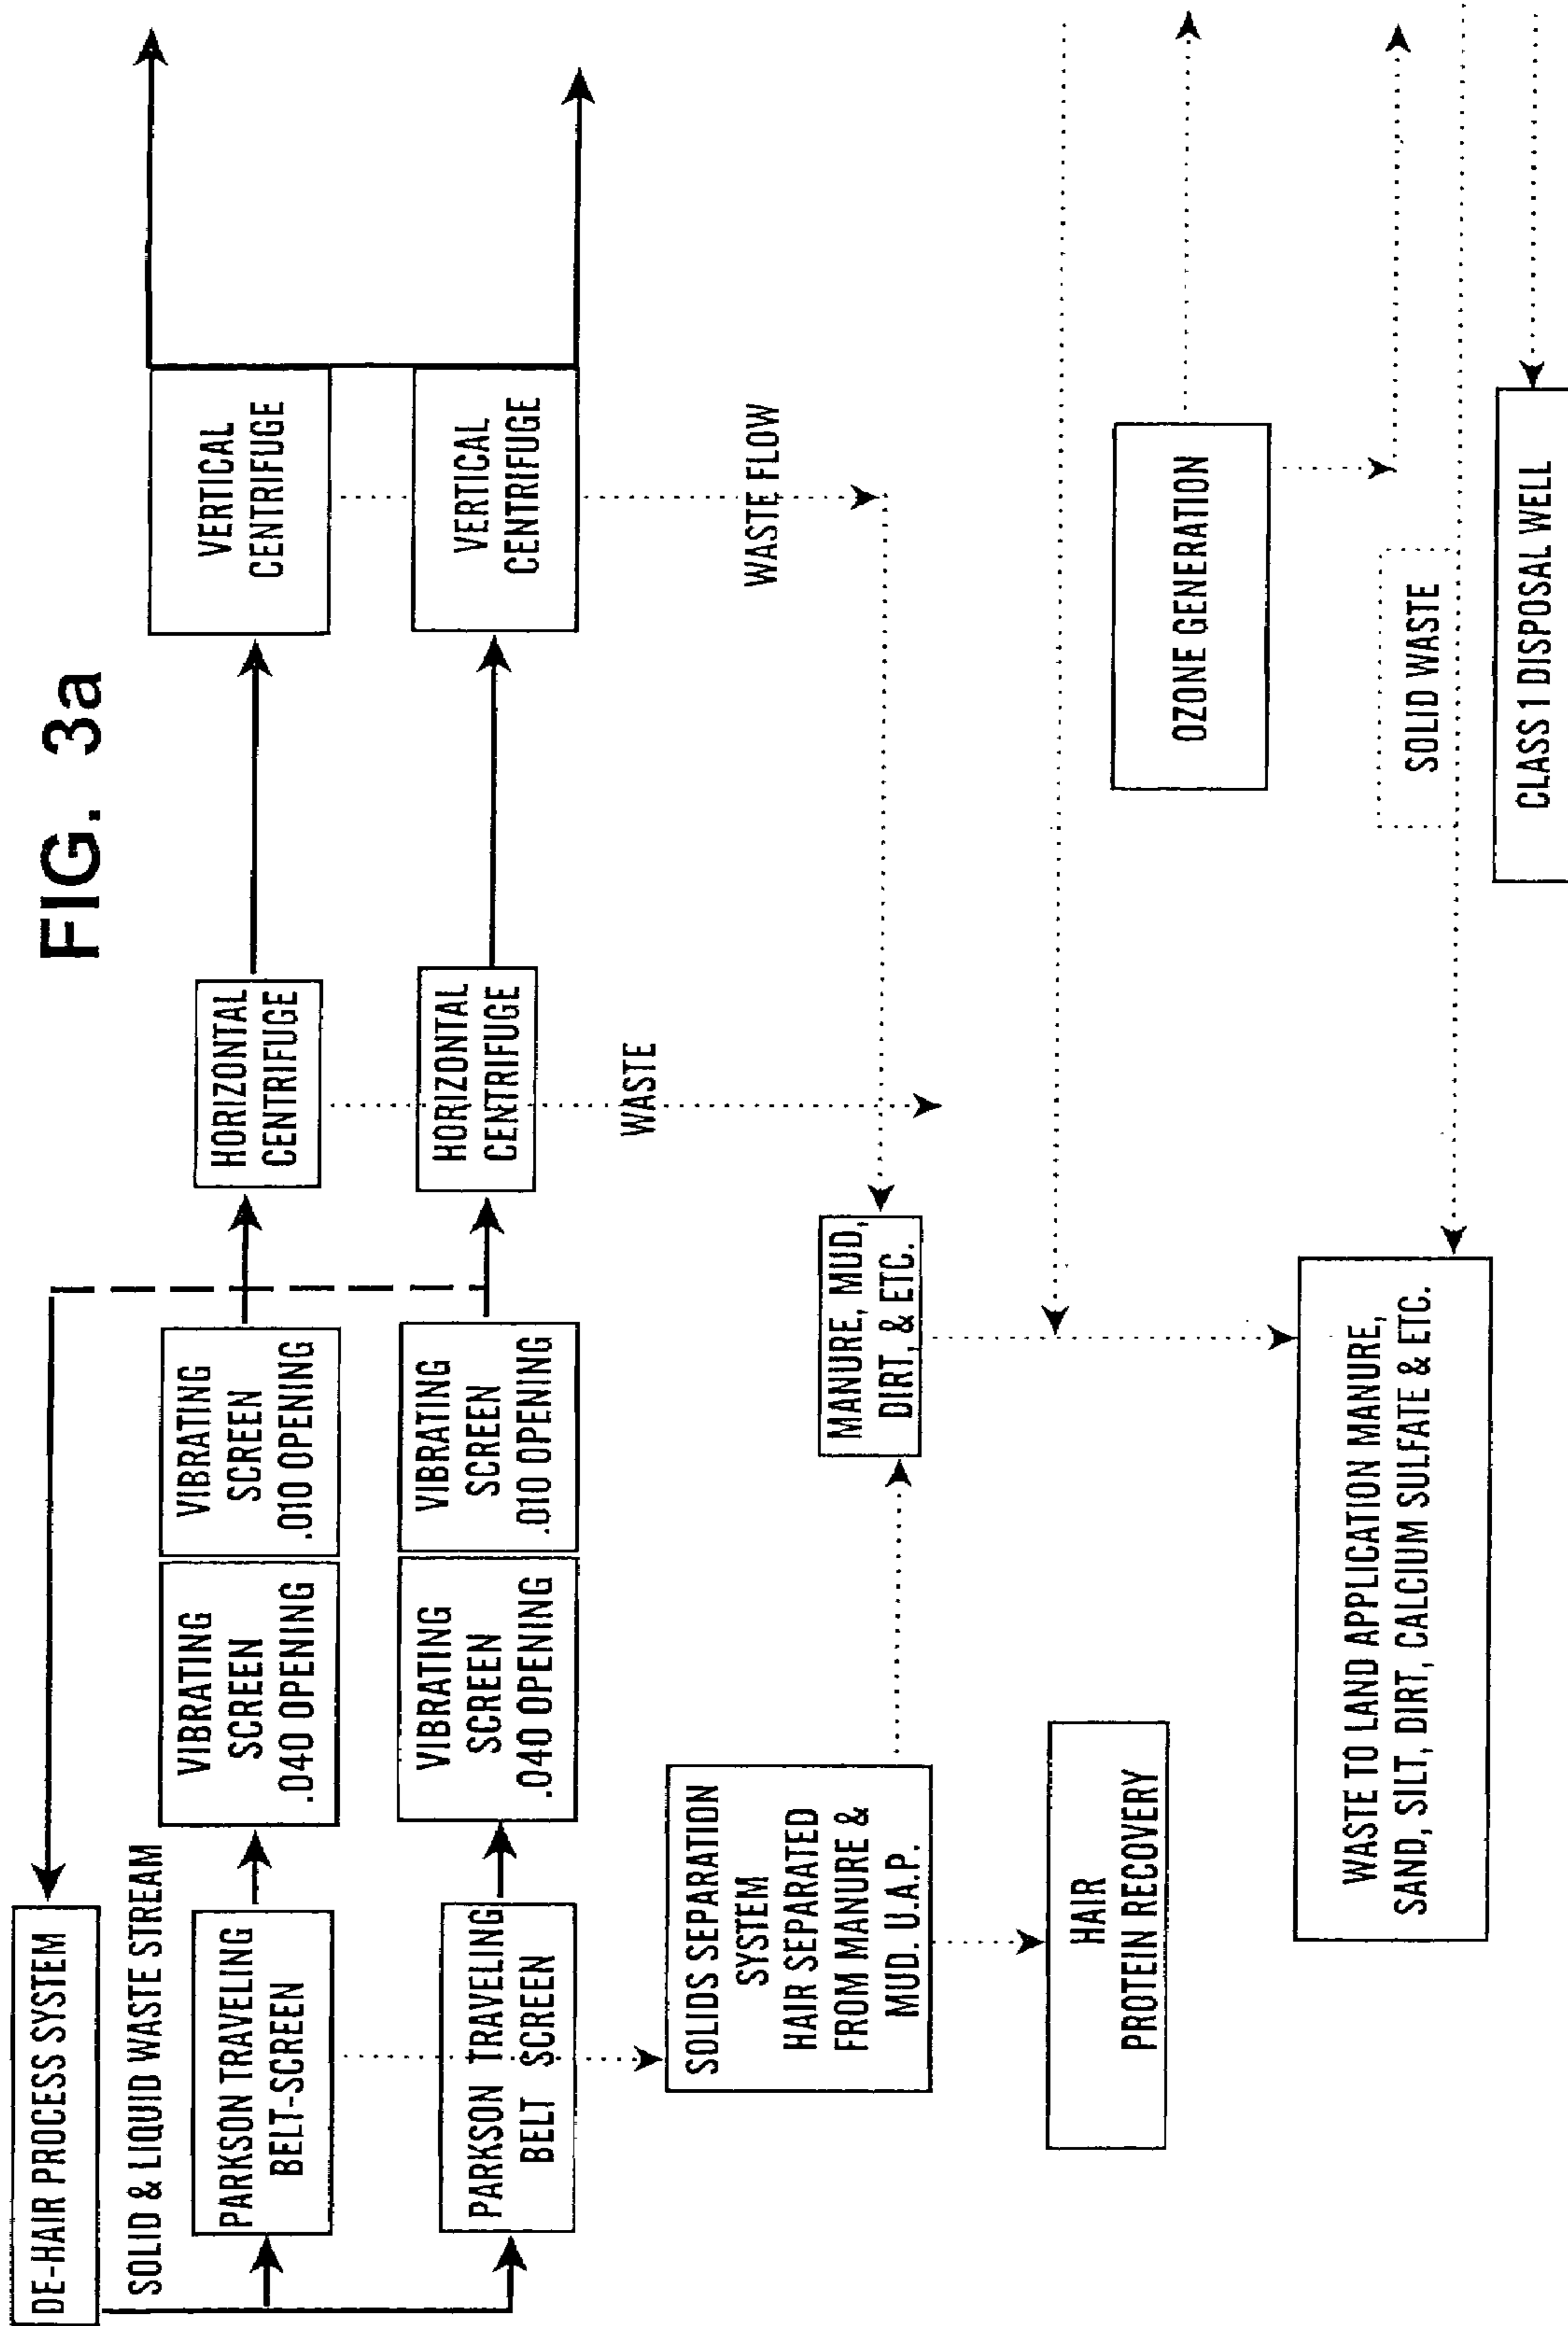 FIG. 3a
DE-HAIR PROCESS SYSTEM
SOLID & LIQUID WASTE STREAM
PARKSON TRAVELING
BELT-SCREEN
VIBRATING
SCREEN
.040 OPENING
VIBRATING
SCREEN
.010 OPENING
HORIZONTAL
CENTRIFUGE
VERTICAL
CENTRIFUGE
PARKSON TRAVELING
BELT SCREEN
VIBRATING
SCREEN
.040 OPENING
VIBRATING
SCREEN
.010 OPENING
HORIZONTAL
CENTRIFUGE
VERTICAL
CENTRIFUGE
WASTE
WASTE FLOW
SOLIDS SEPARATION
SYSTEM
HAIR SEPARATED
FROM MANURE &
MUD. U.A.P.
MANURE, MUD,
DIRT, & ETC.
HAIR
PROTEIN RECOVERY
OZONE GENERATION
WASTE TO LAND APPLICATION MANURE,
SAND, SILT, DIRT, CALCIUM SULFATE & ETC.
SOLID WASTE
CLASS 1 DISPOSAL WELL